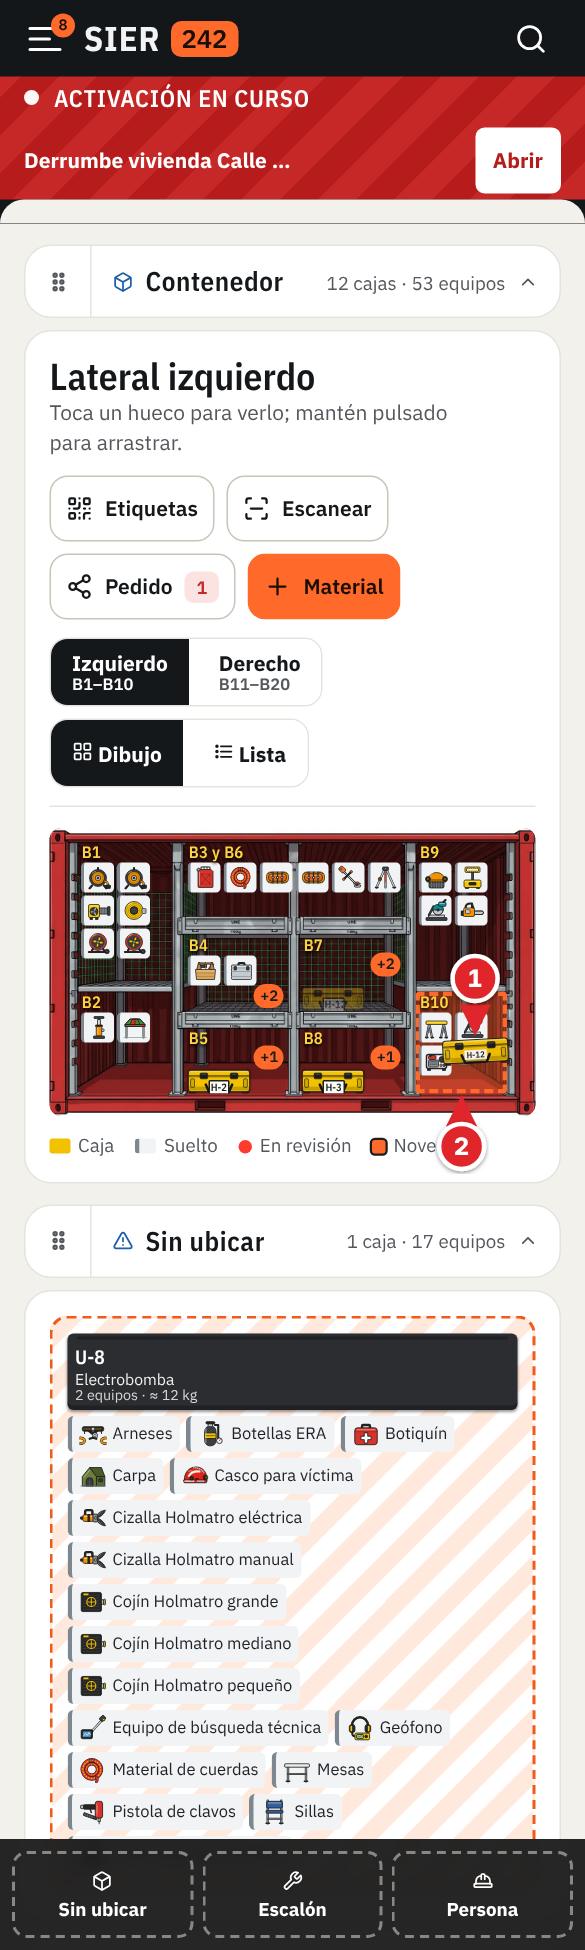 8
SIER 242
ACTIVACIÓN EN CURSO
Derrumbe vivienda Calle ...
Abrir
Contenedor
12 cajas · 53 equipos
Lateral izquierdo
Toca un hueco para verlo; mantén pulsado
para arrastrar.
Etiquetas
Escanear
Pedido 1
Material
Izquierdo
B1–B10
Derecho
B11–B20
Dibujo
Lista
B1
B3 y B6
B9
B4
B7
+2
+2
H-12
B10
1
B2
B5
B8
+1
+1
H-2
H-3
H-12
2
Caja
Suelto
En revisión
Nove
Sin ubicar
1 caja · 17 equipos
U-8
Electrobomba
2 equipos · ≈ 12 kg
Arneses
Botellas ERA
Botiquín
Carpa
Casco para víctima
Cizalla Holmatro eléctrica
Cizalla Holmatro manual
Cojín Holmatro grande
Cojín Holmatro mediano
Cojín Holmatro pequeño
Equipo de búsqueda técnica
Geófono
Material de cuerdas
Mesas
Pistola de clavos
Sillas
Sin ubicar
Escalón
Persona